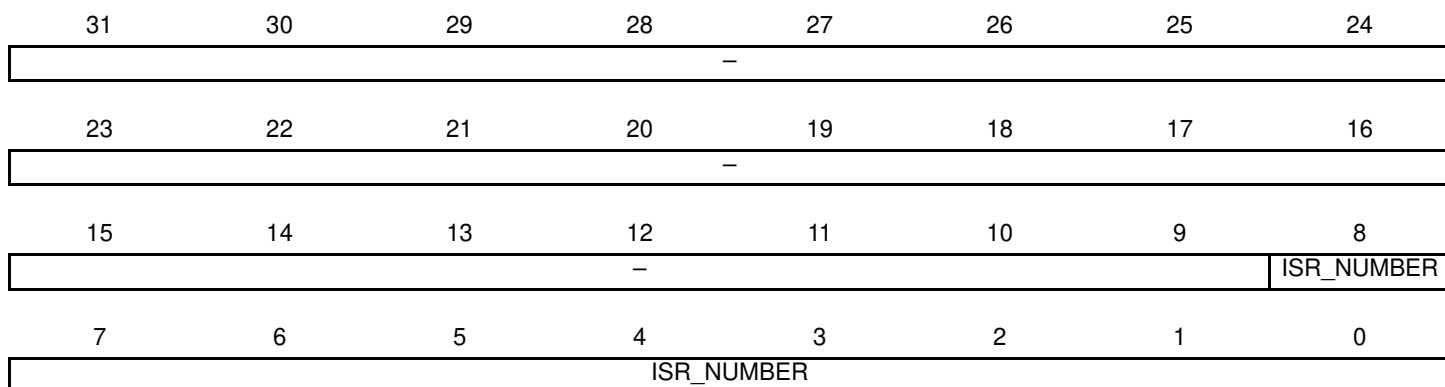 31 30 29 28 27 26 25 24
–
23 22 21 20 19 18 17 16
–
15 14 13 12 11 10 9 8
– ISR_NUMBER
7 6 5 4 3 2 1 0
ISR_NUMBER